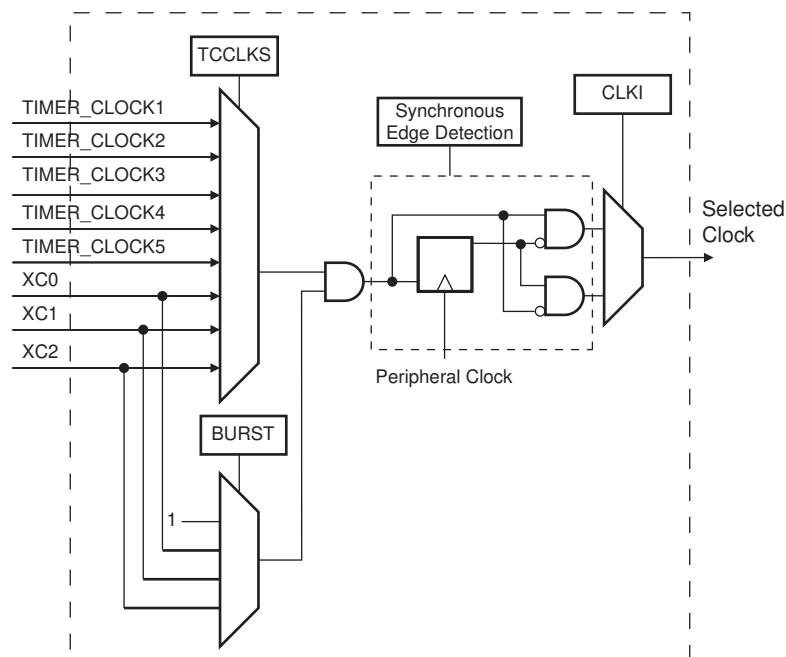 TCCLKS
TIMER_CLOCK1
TIMER_CLOCK2
TIMER_CLOCK3
TIMER_CLOCK4
TIMER_CLOCK5
XC0
XC1
XC2
Synchronous
Edge Detection
CLKI
Selected
Clock
Peripheral Clock
BURST
1